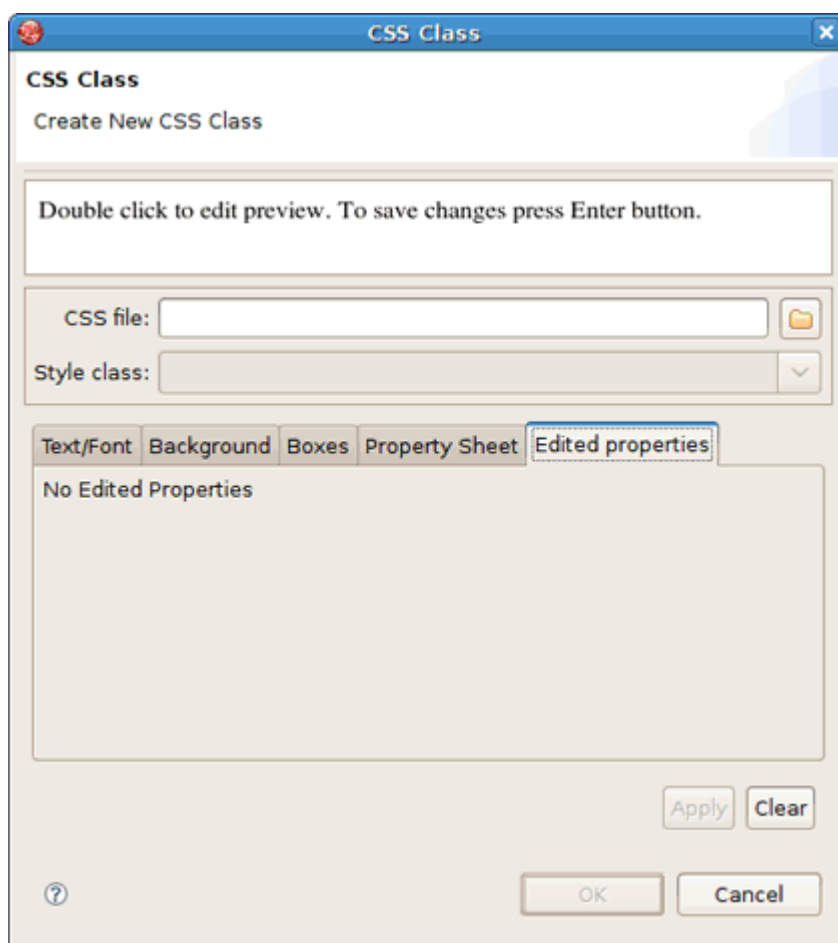 CSS Class
CSS Class
Create New CSS Class
Double click to edit preview. To save changes press Enter button.
CSS file:
Style class:
Text/Font Background Boxes Property Sheet Edited properties
No Edited Properties
Apply Clear
OK Cancel